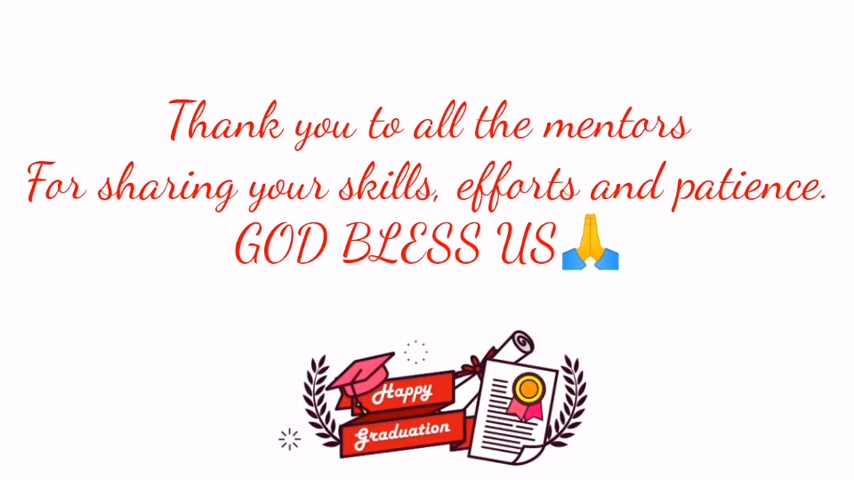 Thank you to all the mentors
For sharing your skills, efforts and patience.
GOD BLESS US🙏
Happy
Graduation